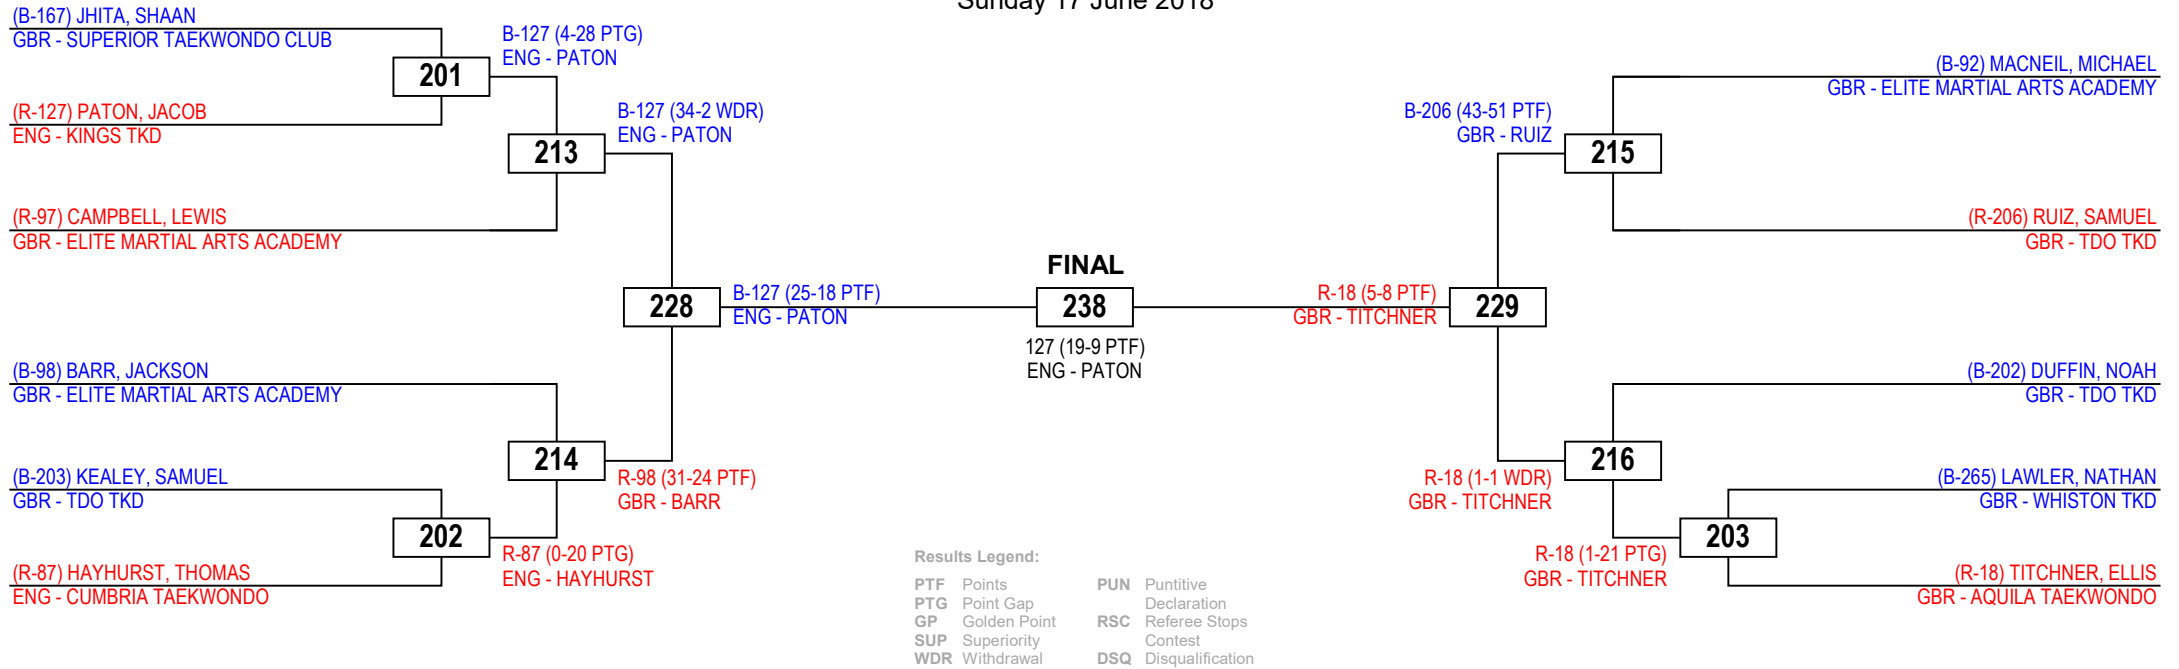 Sunday 17 June 2018
(B-167) JHITA, SHAAN
GBR - SUPERIOR TAEKWONDO CLUB
201
B-127 (4-28 PTG)
ENG - PATON
(R-127) PATON, JACOB
ENG - KINGS TKD
213
B-127 (34-2 WDR)
ENG - PATON
(R-97) CAMPBELL, LEWIS
GBR - ELITE MARTIAL ARTS ACADEMY
228
B-127 (25-18 PTF)
ENG - PATON
(B-98) BARR, JACKSON
GBR - ELITE MARTIAL ARTS ACADEMY
214
R-98 (31-24 PTF)
GBR - BARR
(B-203) KEALEY, SAMUEL
GBR - TDO TKD
202
R-87 (0-20 PTG)
ENG - HAYHURST
(R-87) HAYHURST, THOMAS
ENG - CUMBRIA TAEKWONDO
FINAL
238
127 (19-9 PTF)
ENG - PATON
(B-92) MACNEIL, MICHAEL
GBR - ELITE MARTIAL ARTS ACADEMY
B-206 (43-51 PTF)
GBR - RUIZ
215
(R-206) RUIZ, SAMUEL
GBR - TDO TKD
R-18 (5-8 PTF)
GBR - TITCHNER
229
(B-202) DUFFIN, NOAH
GBR - TDO TKD
R-18 (1-1 WDR)
GBR - TITCHNER
216
(B-265) LAWLER, NATHAN
GBR - WHISTON TKD
R-18 (1-21 PTG)
GBR - TITCHNER
203
(R-18) TITCHNER, ELLIS
GBR - AQUILA TAEKWONDO
Results Legend:
PTF Points
PTG Point Gap
GP Golden Point
SUP Superiority
WDR Withdrawal
PUN Puntitive
Declaration
RSC Referee Stops
Contest
DSQ Disqualification